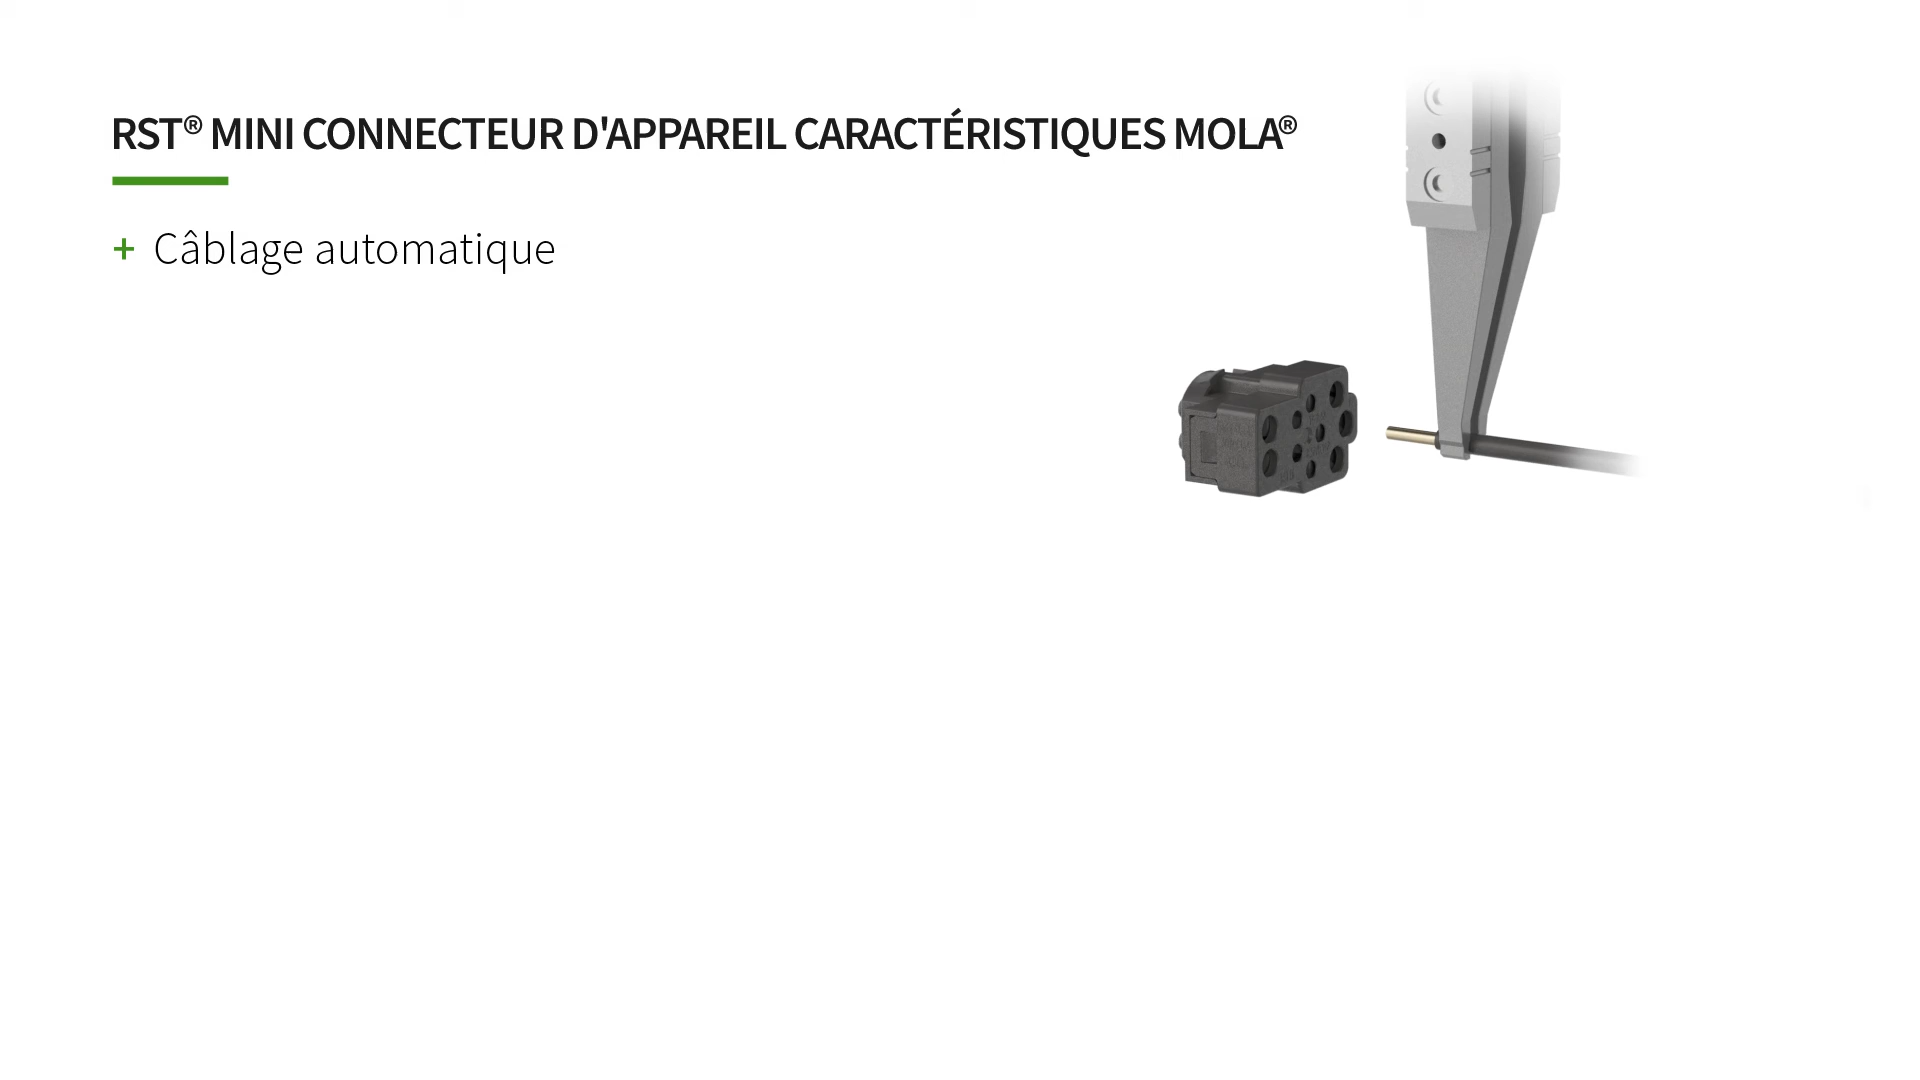 RST® MINI CONNECTEUR D'APPAREIL CARACTÉRISTIQUES MOLA®
+ Câblage automatique